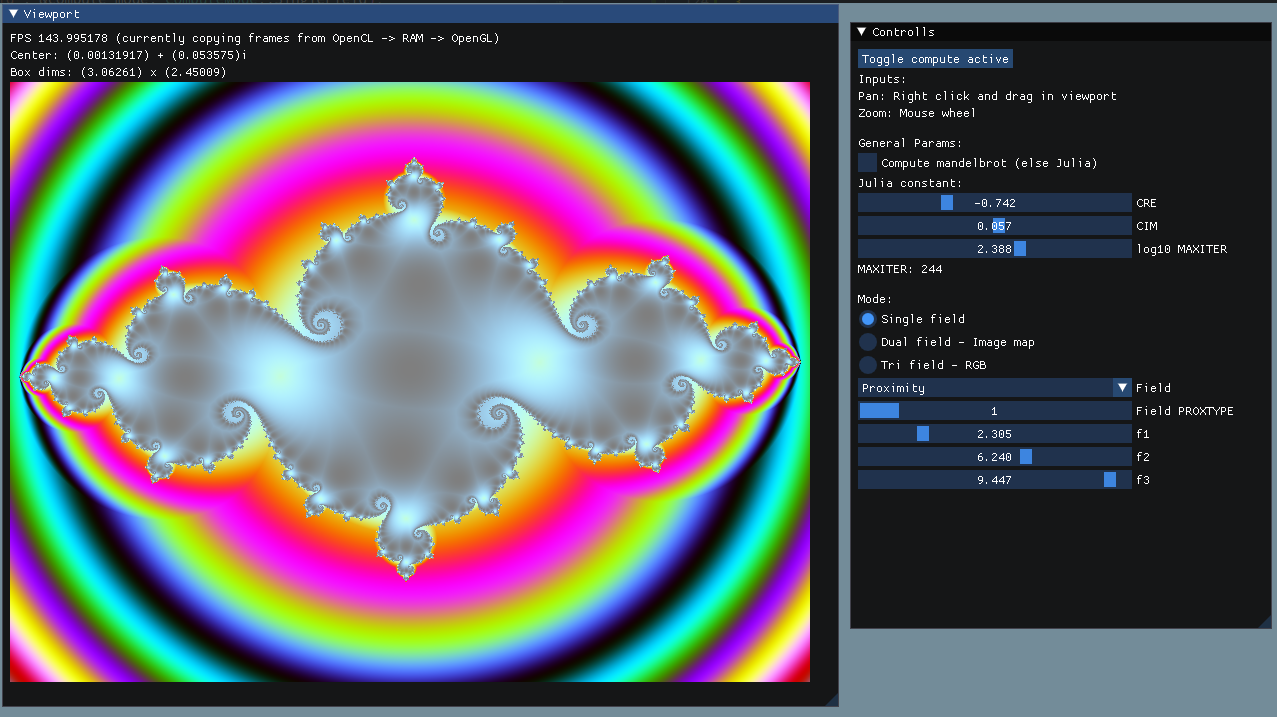 Viewport
FPS 143.995178 (currently copying frames from OpenCL -> RAM -> OpenGL)
Center: (0.00131917) + (0.053575)i
Box dims: (3.06261) x (2.45009)
Controlls
Toggle compute active
Inputs:
Pan: Right click and drag in viewport
Zoom: Mouse wheel
General Params:
Compute mandelbrot (else Julia)
Julia constant:
-0.742 CRE
0.057 CIM
2.388 log10 MAXITER
MAXITER: 244
Mode:
Single field
Dual field - Image map
Tri field - RGB
Proximity Field
1 Field PROXTYPE
2.305 f1
6.240 f2
9.447 f3